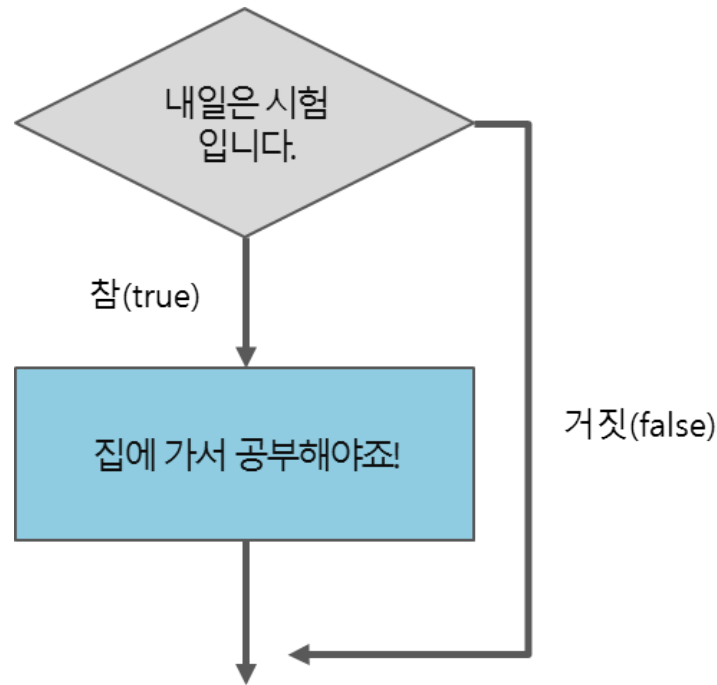 내일은 시험
입니다.
참(true)
집에 가서 공부해야죠!
거짓(false)